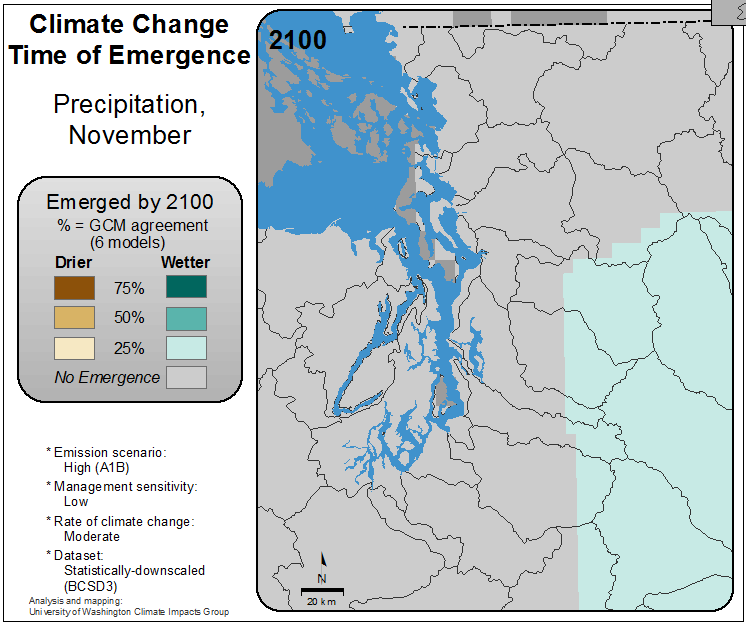 Climate Change
Time of Emergence
Precipitation,
November
Emerged by 2100
% = GCM agreement
(6 models)
Drier Wetter
75%
50%
25%
No Emergence
* Emission scenario:
High (A1B)
* Management sensitivity:
Low
* Rate of climate change:
Moderate
* Dataset:
Statistically-downscaled
(BCSD3)
Analysis and mapping:
University of Washington Climate Impacts Group
2100
N
20 km